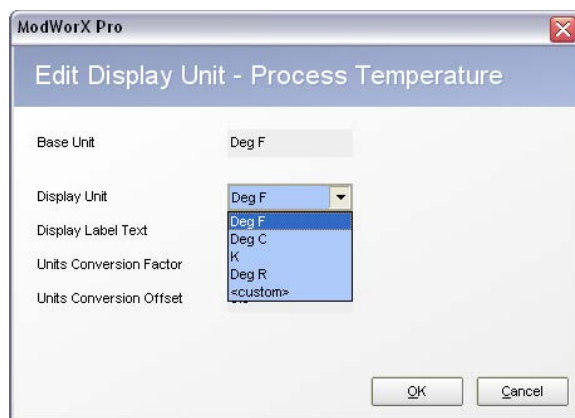 ModWorX Pro
Edit Display Unit - Process Temperature
Base Unit
Deg F
Display Unit
Deg F
Deg F
Display Label Text
Deg C
K
Units Conversion Factor
Deg R
<custom>
Units Conversion Offset
OK
Cancel